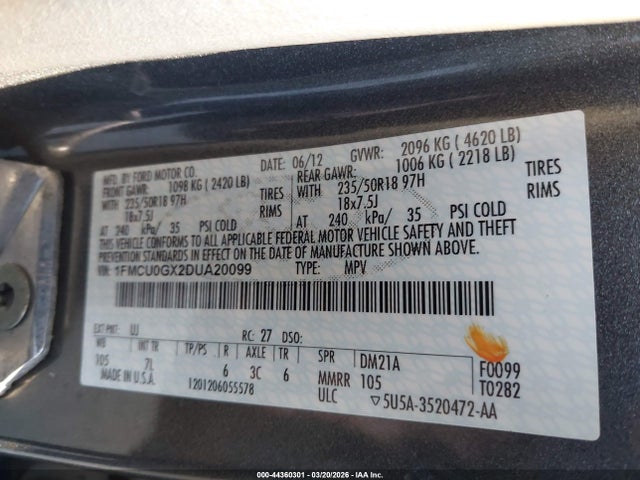 MFD. BY FORD MOTOR CO.
DATE: 06/12 GVWR: 2096 KG ( 4620 LB)
FRONT GAWR: 1098 KG ( 2420 LB) REAR GAWR: 1006 KG ( 2218 LB)
WITH 235/50R18 97H TIRES WITH 235/50R18 97H TIRES
18x7.5J RIMS 18x7.5J RIMS
AT 240 kPa/ 35 PSI COLD AT 240 kPa/ 35 PSI COLD
THIS VEHICLE CONFORMS TO ALL APPLICABLE FEDERAL MOTOR VEHICLE SAFETY AND THEFT
PREVENTION STANDARDS IN EFFECT ON THE DATE OF MANUFACTURE SHOWN ABOVE.
VIN: 1FMCU0GX2DUA20099 TYPE: MPV
EXT PNT: UJ RC: 27 DSO:
WB INT TR TP/PS R AXLE TR SPR DM21A F0099
105 7L 6 3C 6 MMRR 105 T0282
MADE IN U.S.A. 1201206055578 ULC ▽5U5A-3520472-AA
000-44360301 - 03/20/2026 - IAA Inc.